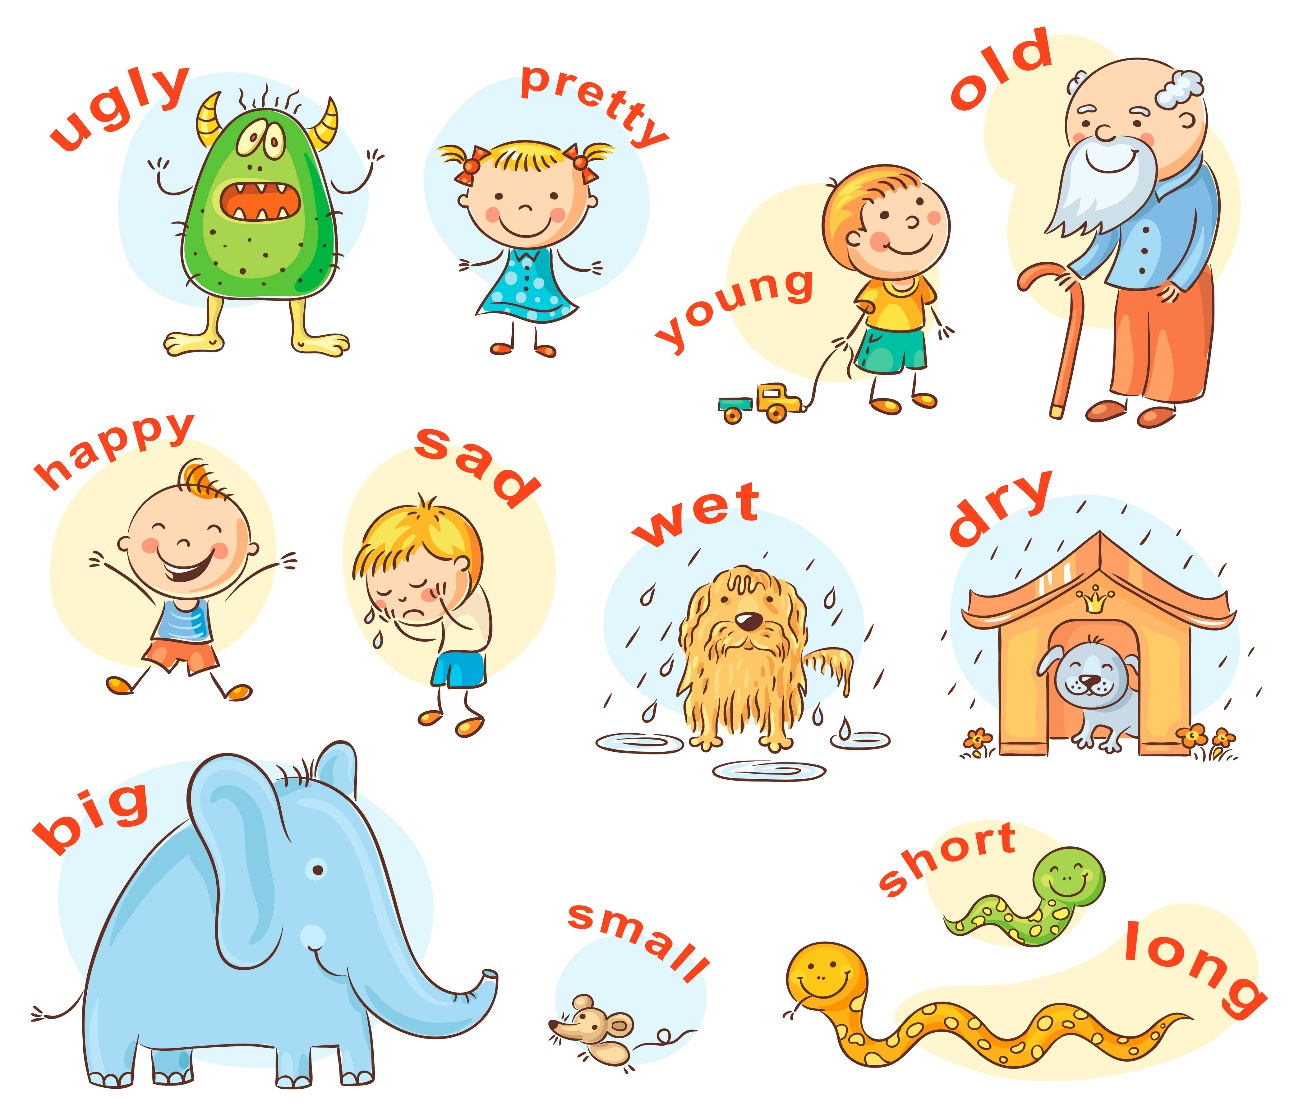 ugly
pretty
young
old
happy
sad
wet
dry
big
small
short
long